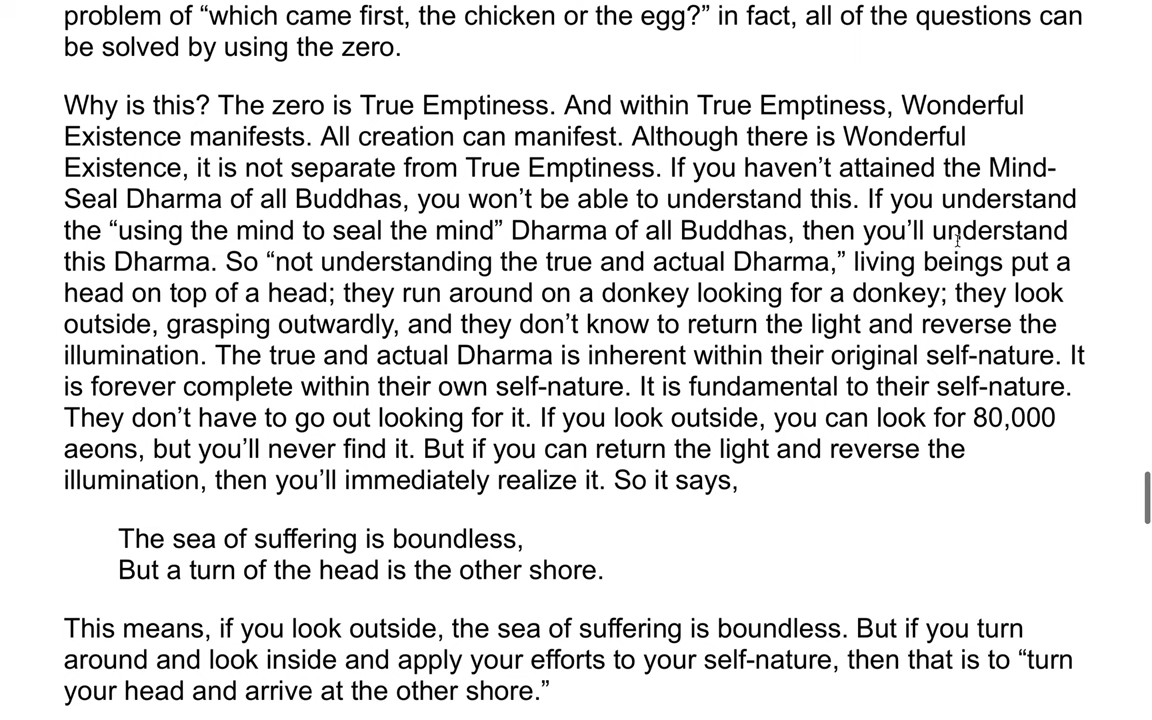 problem of “which came first, the chicken or the egg?” in fact, all of the questions can
be solved by using the zero.
Why is this? The zero is True Emptiness. And within True Emptiness, Wonderful
Existence manifests. All creation can manifest. Although there is Wonderful
Existence, it is not separate from True Emptiness. If you haven’t attained the Mind-
Seal Dharma of all Buddhas, you won’t be able to understand this. If you understand
the “using the mind to seal the mind” Dharma of all Buddhas, then you’ll understand
this Dharma. So “not understanding the true and actual Dharma,” living beings put a
head on top of a head; they run around on a donkey looking for a donkey; they look
outside, grasping outwardly, and they don’t know to return the light and reverse the
illumination. The true and actual Dharma is inherent within their original self-nature. It
is forever complete within their own self-nature. It is fundamental to their self-nature.
They don’t have to go out looking for it. If you look outside, you can look for 80,000
aeons, but you’ll never find it. But if you can return the light and reverse the
illumination, then you’ll immediately realize it. So it says,
The sea of suffering is boundless,
But a turn of the head is the other shore.
This means, if you look outside, the sea of suffering is boundless. But if you turn
around and look inside and apply your efforts to your self-nature, then that is to “turn
your head and arrive at the other shore.”